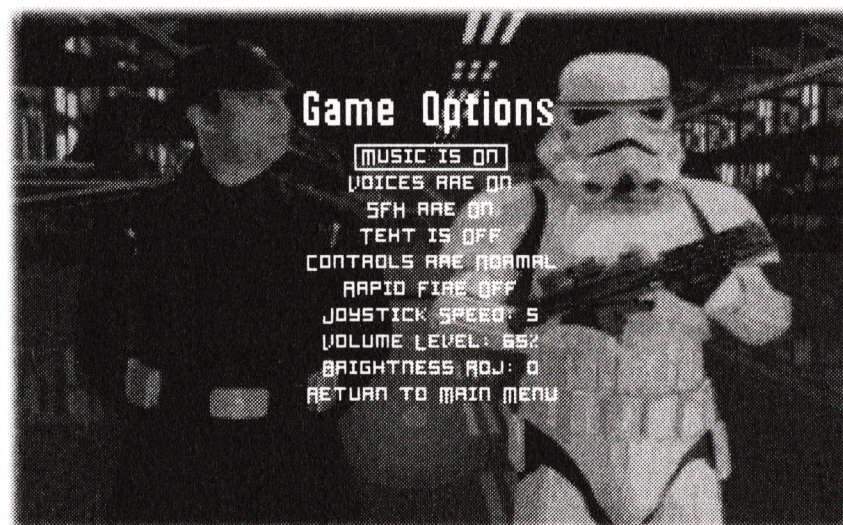 Game Options
MUSIC IS ON
VOICES ARE ON
SFX ARE ON
TEXT IS OFF
CONTROLS ARE NORMAL
RAPID FIRE OFF
JOYSTICK SPEED: 5
VOLUME LEVEL: 65%
BRIGHTNESS ADJ: 0
RETURN TO MAIN MENU